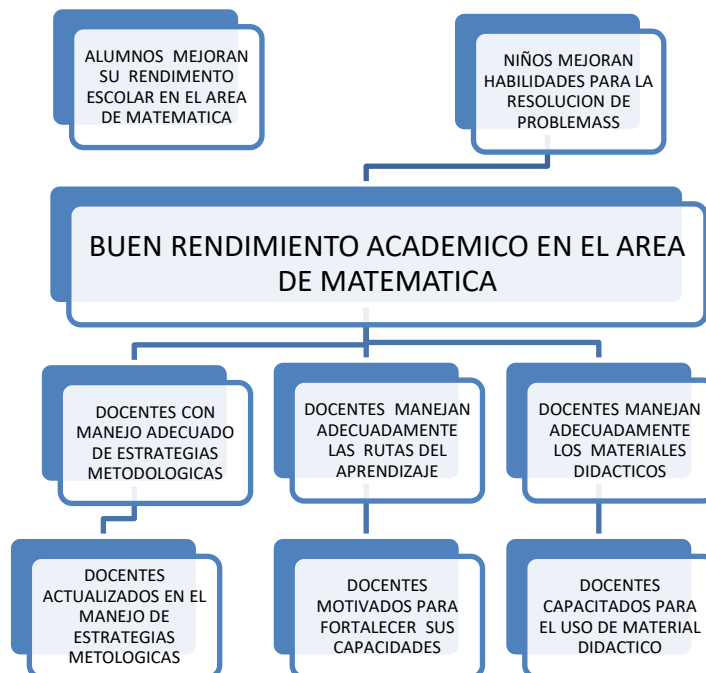 ALUMNOS MEJORAN
SU RENDIMENTO
ESCOLAR EN EL AREA
DE MATEMATICA
NIÑOS MEJORAN
HABILIDADES PARA LA
RESOLUCION DE
PROBLEMASS
BUEN RENDIMIENTO ACADEMICO EN EL AREA
DE MATEMATICA
DOCENTES CON
MANEJO ADECUADO
DE ESTRATEGIAS
METODOLOGICAS
DOCENTES MANEJAN
ADECUADAMENTE
LAS RUTAS DEL
APRENDIZAJE
DOCENTES MANEJAN
ADECUADAMENTE
LOS MATERIALES
DIDACTICOS
DOCENTES
ACTUALIZADOS EN EL
MANEJO DE
ESTRATEGIAS
METOLOGICAS
DOCENTES
MOTIVADOS PARA
FORTALECER SUS
CAPACIDADES
DOCENTES
CAPACITADOS PARA
EL USO DE MATERIAL
DIDACTICO